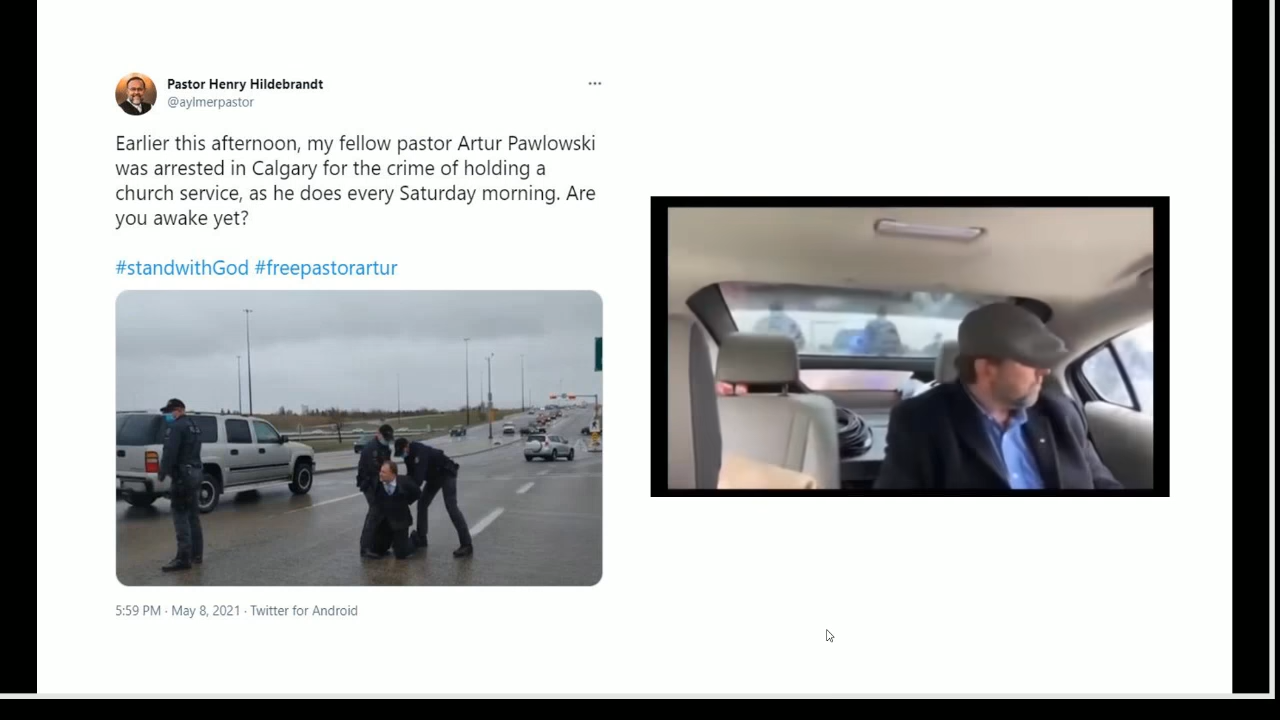 Pastor Henry Hildebrandt
@aylmerpastor
Earlier this afternoon, my fellow pastor Artur Pawlowski
was arrested in Calgary for the crime of holding a
church service, as he does every Saturday morning. Are
you awake yet?
#standwithGod #freepastorartur
5:59 PM · May 8, 2021 · Twitter for Android